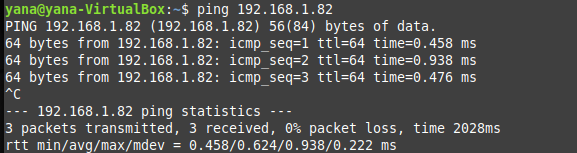 yana@yana-VirtualBox:~$ ping 192.168.1.82
PING 192.168.1.82 (192.168.1.82) 56(84) bytes of data.
64 bytes from 192.168.1.82: icmp_seq=1 ttl=64 time=0.458 ms
64 bytes from 192.168.1.82: icmp_seq=2 ttl=64 time=0.938 ms
64 bytes from 192.168.1.82: icmp_seq=3 ttl=64 time=0.476 ms
^C
--- 192.168.1.82 ping statistics ---
3 packets transmitted, 3 received, 0% packet loss, time 2028ms
rtt min/avg/max/mdev = 0.458/0.624/0.938/0.222 ms